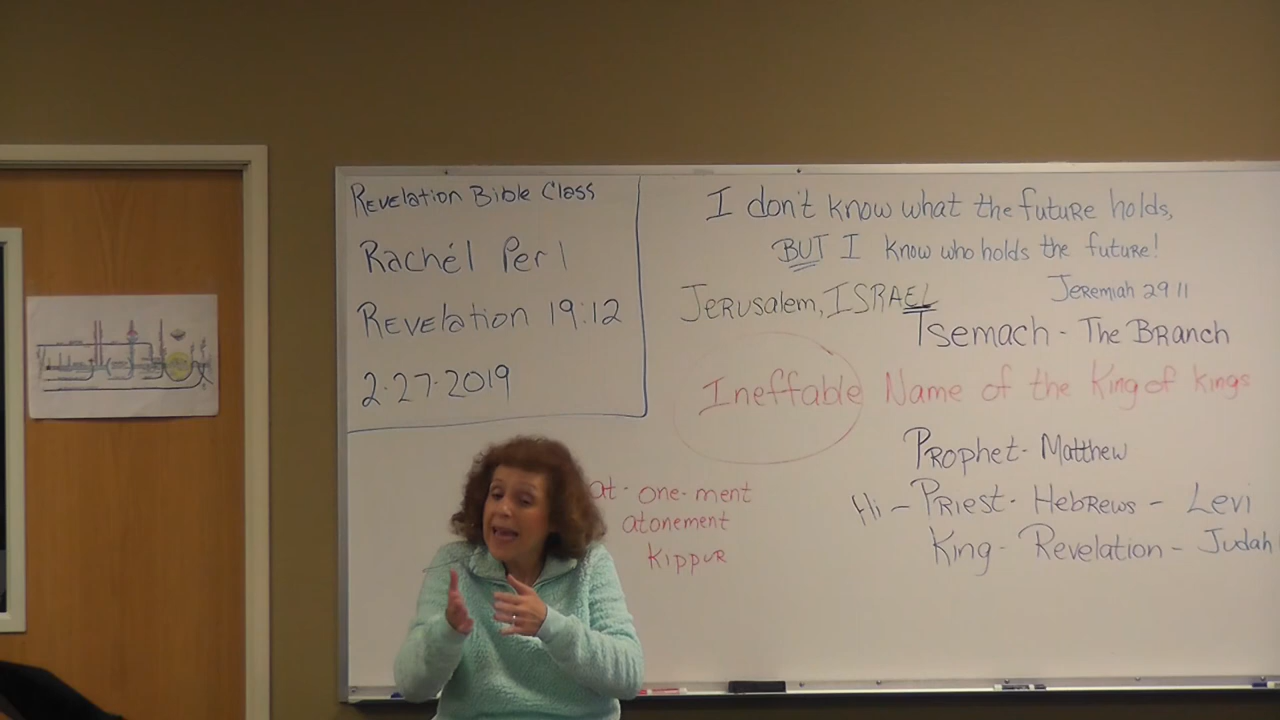 Revelation Bible Class
Rachél Perl
Revelation 19:12
2-27-2019
I don't know what the future holds,
BUT I know who holds the future!
Jeremiah 29 11
Jerusalem, ISRAEL
Tsemach - The Branch
Ineffable Name of the King of Kings
Prophet - Matthew
Hi - Priest - Hebrews - Levi
King - Revelation - Judah
at-one-ment
atonement
Kippur